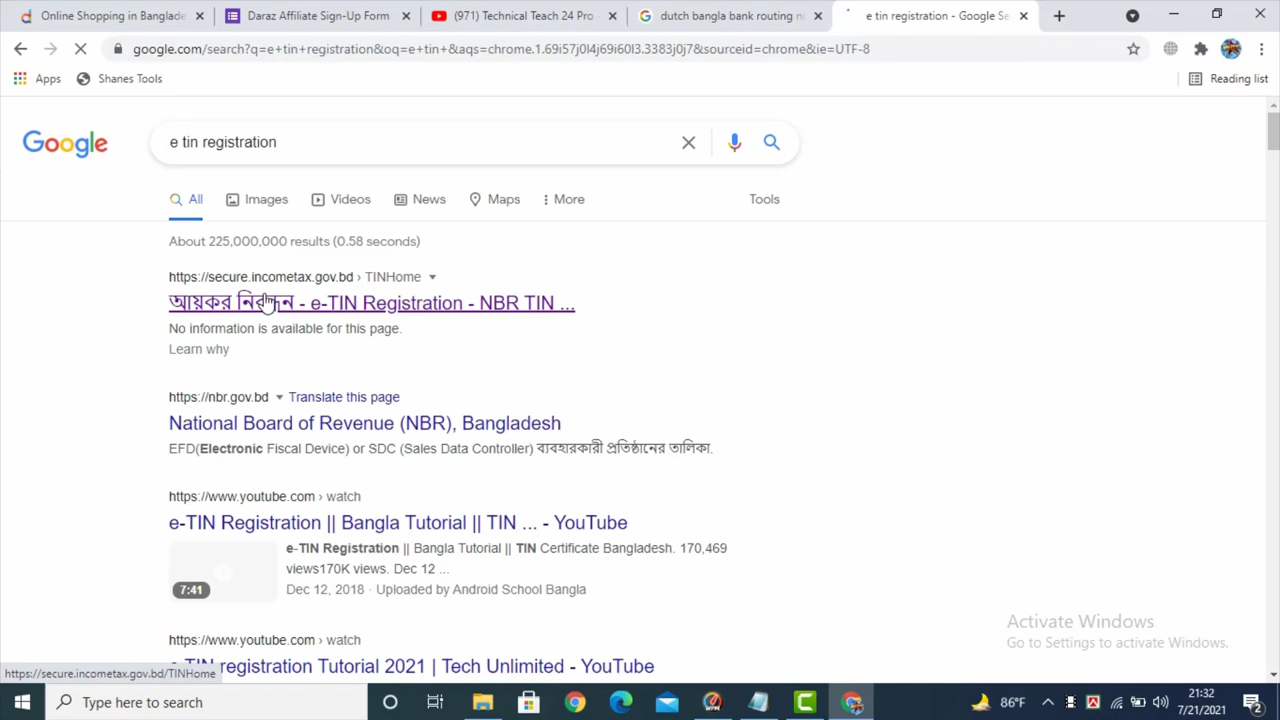 Online Shopping in Banglade
Daraz Affiliate Sign-Up Form
(971) Technical Teach 24 Pro -
dutch bangla bank routing n
e tin registration - Google Se
google.com/search?q=e+tin+registration&oq=e+tin+&aqs=chrome.1.69i57j0l4j69i60l3.3383j0j7&sourceid=chrome&ie=UTF-8
Apps
Shanes Tools
Reading list
Google
e tin registration
All
Images
Videos
News
Maps
More
Tools
About 225,000,000 results (0.58 seconds)
https://secure.incometax.gov.bd › TINHome
আয়কর নিবন্ধন - e-TIN Registration - NBR TIN ...
No information is available for this page.
Learn why
https://nbr.gov.bd Translate this page
National Board of Revenue (NBR), Bangladesh
EFD(Electronic Fiscal Device) or SDC (Sales Data Controller) ব্যবহারকারী প্রতিষ্ঠানের তালিকা.
https://www.youtube.com › watch
e-TIN Registration || Bangla Tutorial || TIN ... - YouTube
e-TIN Registration || Bangla Tutorial || TIN Certificate Bangladesh. 170,469
views170K views. Dec 12 ...
7:41
Dec 12, 2018 · Uploaded by Android School Bangla
Activate Windows
Go to Settings to activate Windows.
https://www.youtube.com › watch
e-TIN registration Tutorial 2021 | Tech Unlimited - YouTube
https://secure.incometax.gov.bd/TINHome
Type here to search
86°F
21:32
7/21/2021
2